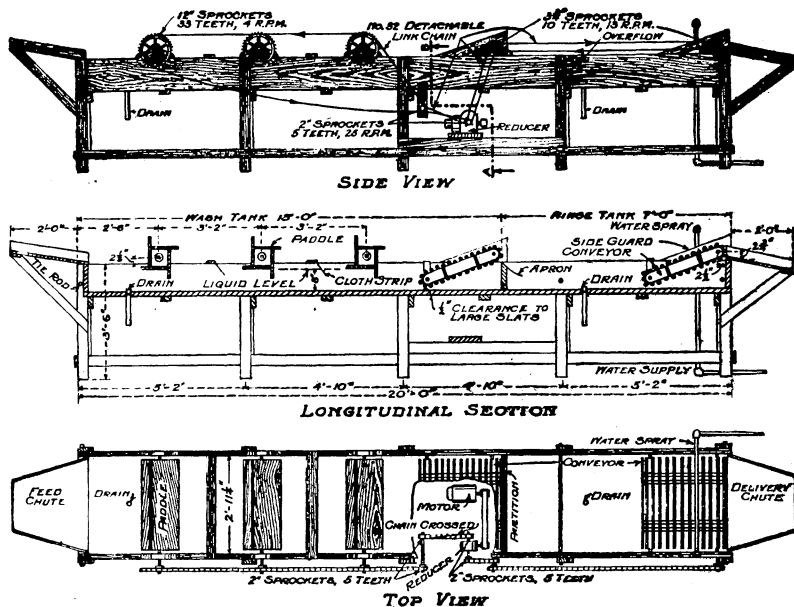 12" SPROCKETS
33 TEETH, 4 R.P.M.
NO. 52 DETACHABLE
LINK CHAIN
SPROCKETS
10 TEETH, 13 R.P.M.
OVERFLOW
DRAIN
2" SPROCKETS
5 TEETH, 25 R.P.M.
REDUCER
DRAIN
A
SIDE VIEW
WASH TANK 13'-0"
RINSE TANK 7'-0"
2'-0"
2'-6"
3'-2"
3'-2"
WATER SPRAY
2'-0"
PADDLE
SIDE GUARD
CONVEYOR
TIE ROD
DRAIN
LIQUID LEVEL
CLOTH STRIP
APRON
DRAIN
CLEARANCE TO
LARGE SLATS
3'-6"
WATER SUPPLY
5'-2"
4'-10"
4'-10"
5'-2"
20'-0"
LONGITUDINAL SECTION
WATER SPRAY
CONVEYOR
FEED
CHUTE
DRAIN
PADDLE
2'-11½"
MOTOR
PARTITION
DRAIN
DELIVERY
CHUTE
CHAIN CROSSED
REDUCER
2" SPROCKETS, 5 TEETH
2" SPROCKETS, 5 TEETH
TOP VIEW